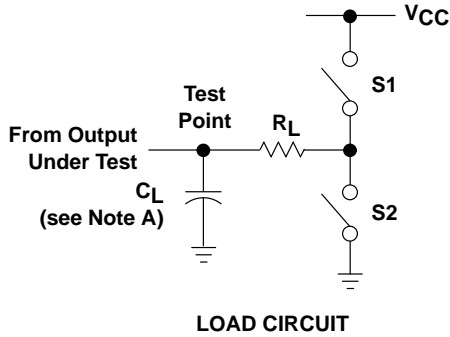 VCC
S1
Test
Point
RL
From Output
Under Test
CL
(see Note A)
S2
LOAD CIRCUIT